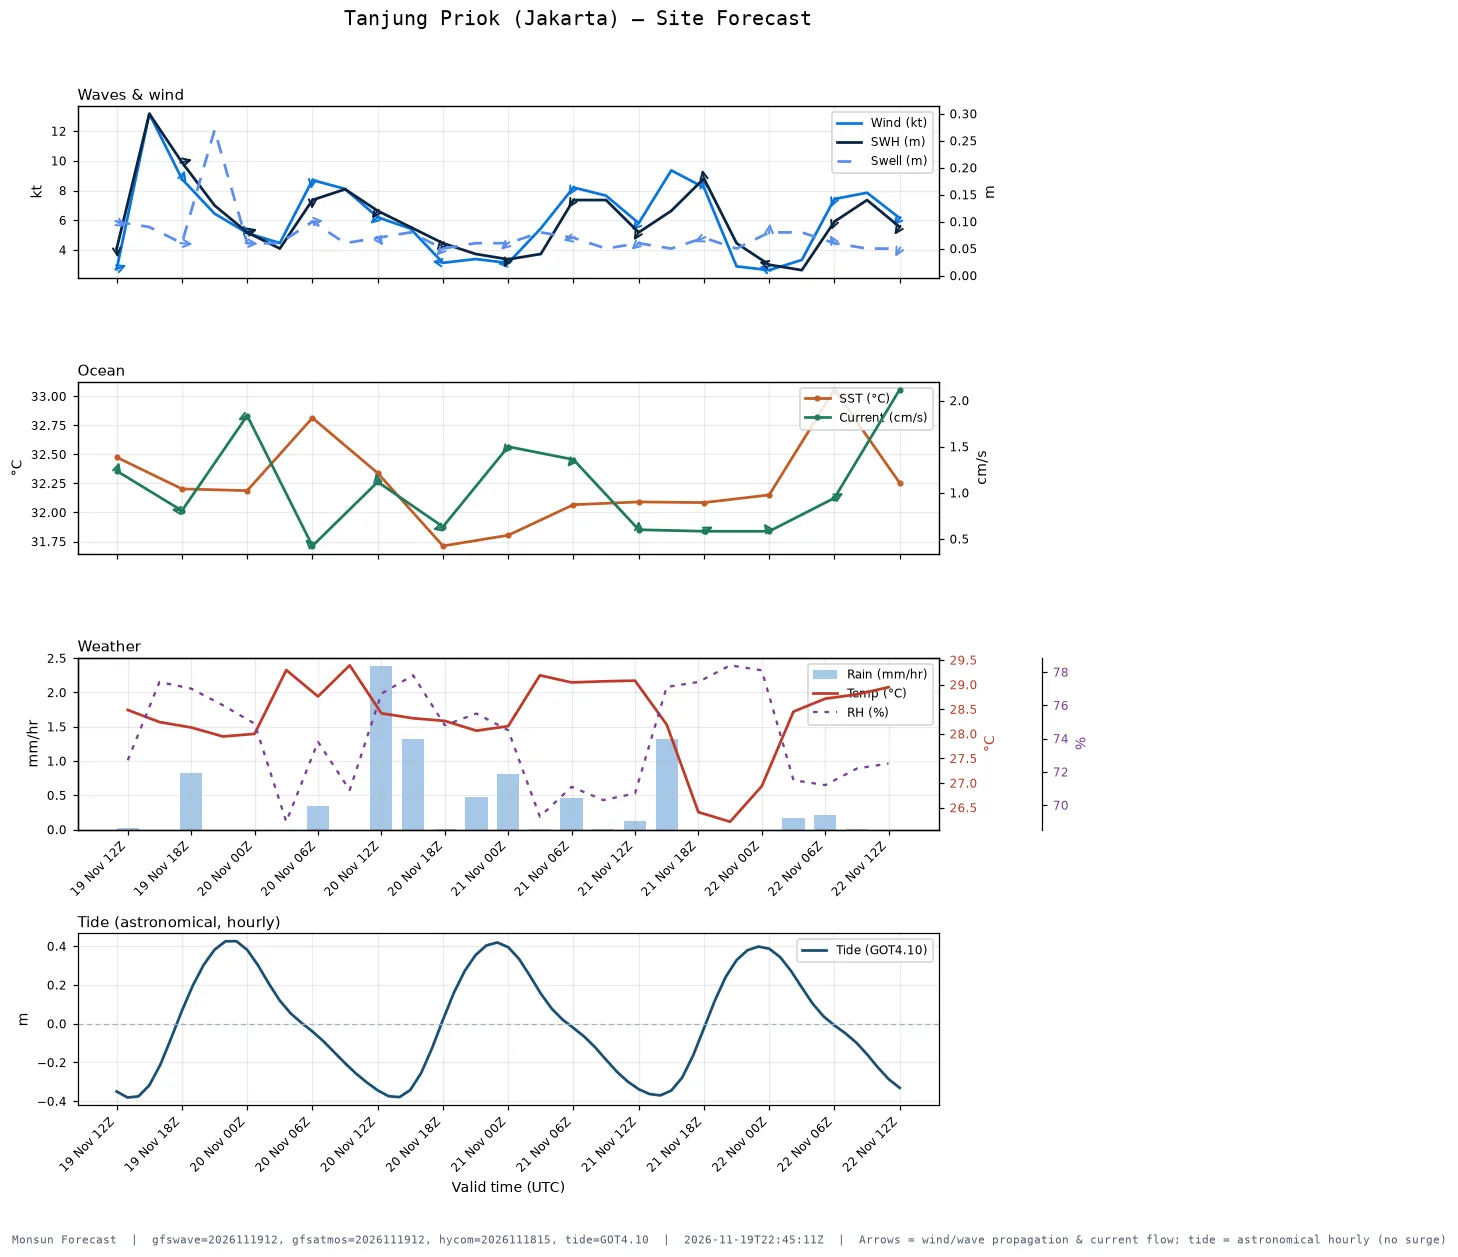 Tanjung Priok (Jakarta) — Site Forecast
Waves & wind
12
10
8
6
4
kt
0.30
0.25
0.20
0.15
0.10
0.05
0.00
m
Wind (kt)
SWH (m)
Swell (m)
Ocean
33.00
32.75
32.50
32.25
32.00
31.75
°C
2.0
1.5
1.0
0.5
cm/s
SST (°C)
Current (cm/s)
Weather
2.5
2.0
1.5
1.0
0.5
0.0
mm/hr
29.5
29.0
28.5
28.0
27.5
27.0
26.5
°C
78
76
74
72
70
%
Rain (mm/hr)
Temp (°C)
RH (%)
19 Nov 12Z
19 Nov 18Z
20 Nov 00Z
20 Nov 06Z
20 Nov 12Z
20 Nov 18Z
21 Nov 00Z
21 Nov 06Z
21 Nov 12Z
21 Nov 18Z
22 Nov 00Z
22 Nov 06Z
22 Nov 12Z
Tide (astronomical, hourly)
0.4
0.2
0.0
−0.2
−0.4
m
Tide (GOT4.10)
19 Nov 12Z
19 Nov 18Z
20 Nov 00Z
20 Nov 06Z
20 Nov 12Z
20 Nov 18Z
21 Nov 00Z
21 Nov 06Z
21 Nov 12Z
21 Nov 18Z
22 Nov 00Z
22 Nov 06Z
22 Nov 12Z
Valid time (UTC)
Monsun Forecast | gfswave=2026111912, gfsatmos=2026111912, hycom=2026111815, tide=GOT4.10 | 2026-11-19T22:45:11Z | Arrows = wind/wave propagation & current flow; tide = astronomical hourly (no surge)